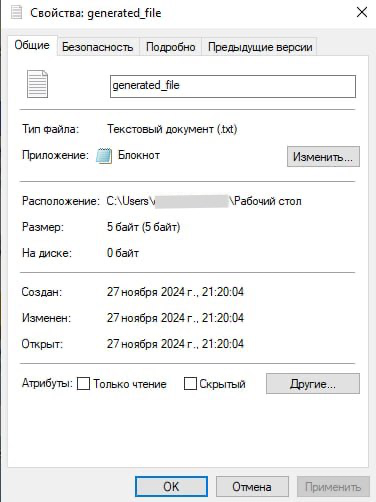 Свойства: generated_file
Общие Безопасность Подробно Предыдущие версии
generated_file
Тип файла: Текстовый документ (.txt)
Приложение: Блокнот Изменить...
Расположение: C:\Users\ \Рабочий стол
Размер: 5 байт (5 байт)
На диске: 0 байт
Создан: 27 ноября 2024 г., 21:20:04
Изменен: 27 ноября 2024 г., 21:20:04
Открыт: 27 ноября 2024 г., 21:20:04
Атрибуты: Только чтение Скрытый Другие...
OK Отмена Применить